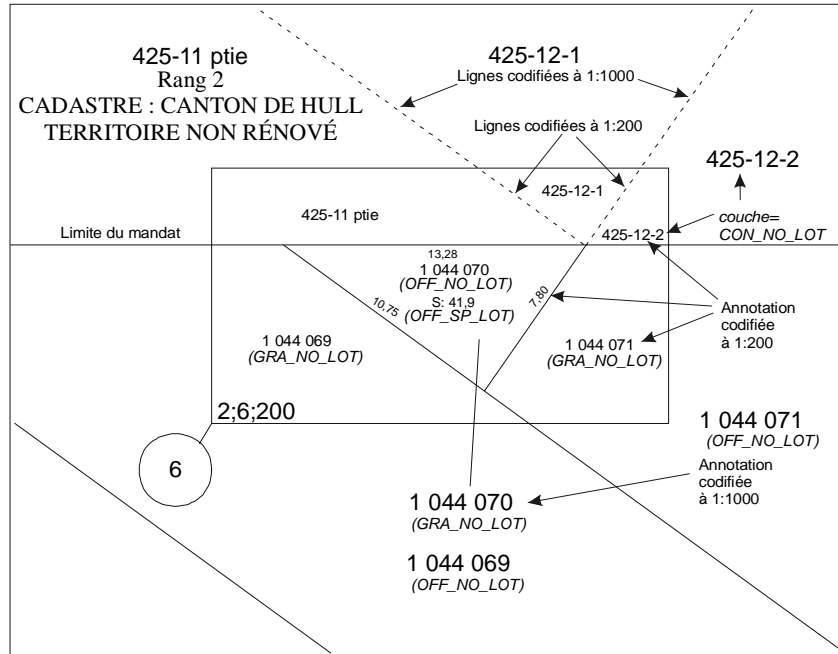 425-11 ptie
Rang 2
CADASTRE : CANTON DE HULL
TERRITOIRE NON RÉNOVÉ
425-12-1
Lignes codifiées à 1:1000
Lignes codifiées à 1:200
425-12-1
425-12-2
couche=
CON_NO_LOT
425-11 ptie
Limite du mandat
425-12-2
13,28
1 044 070
(OFF_NO_LOT)
S: 41,9
(OFF_SP_LOT)
10,75
7,80
Annotation
codifiée
à 1:200
1 044 069
(GRA_NO_LOT)
1 044 071
(GRA_NO_LOT)
2;6;200
6
1 044 071
(OFF_NO_LOT)
Annotation
codifiée
à 1:1000
1 044 070
(GRA_NO_LOT)
1 044 069
(OFF_NO_LOT)